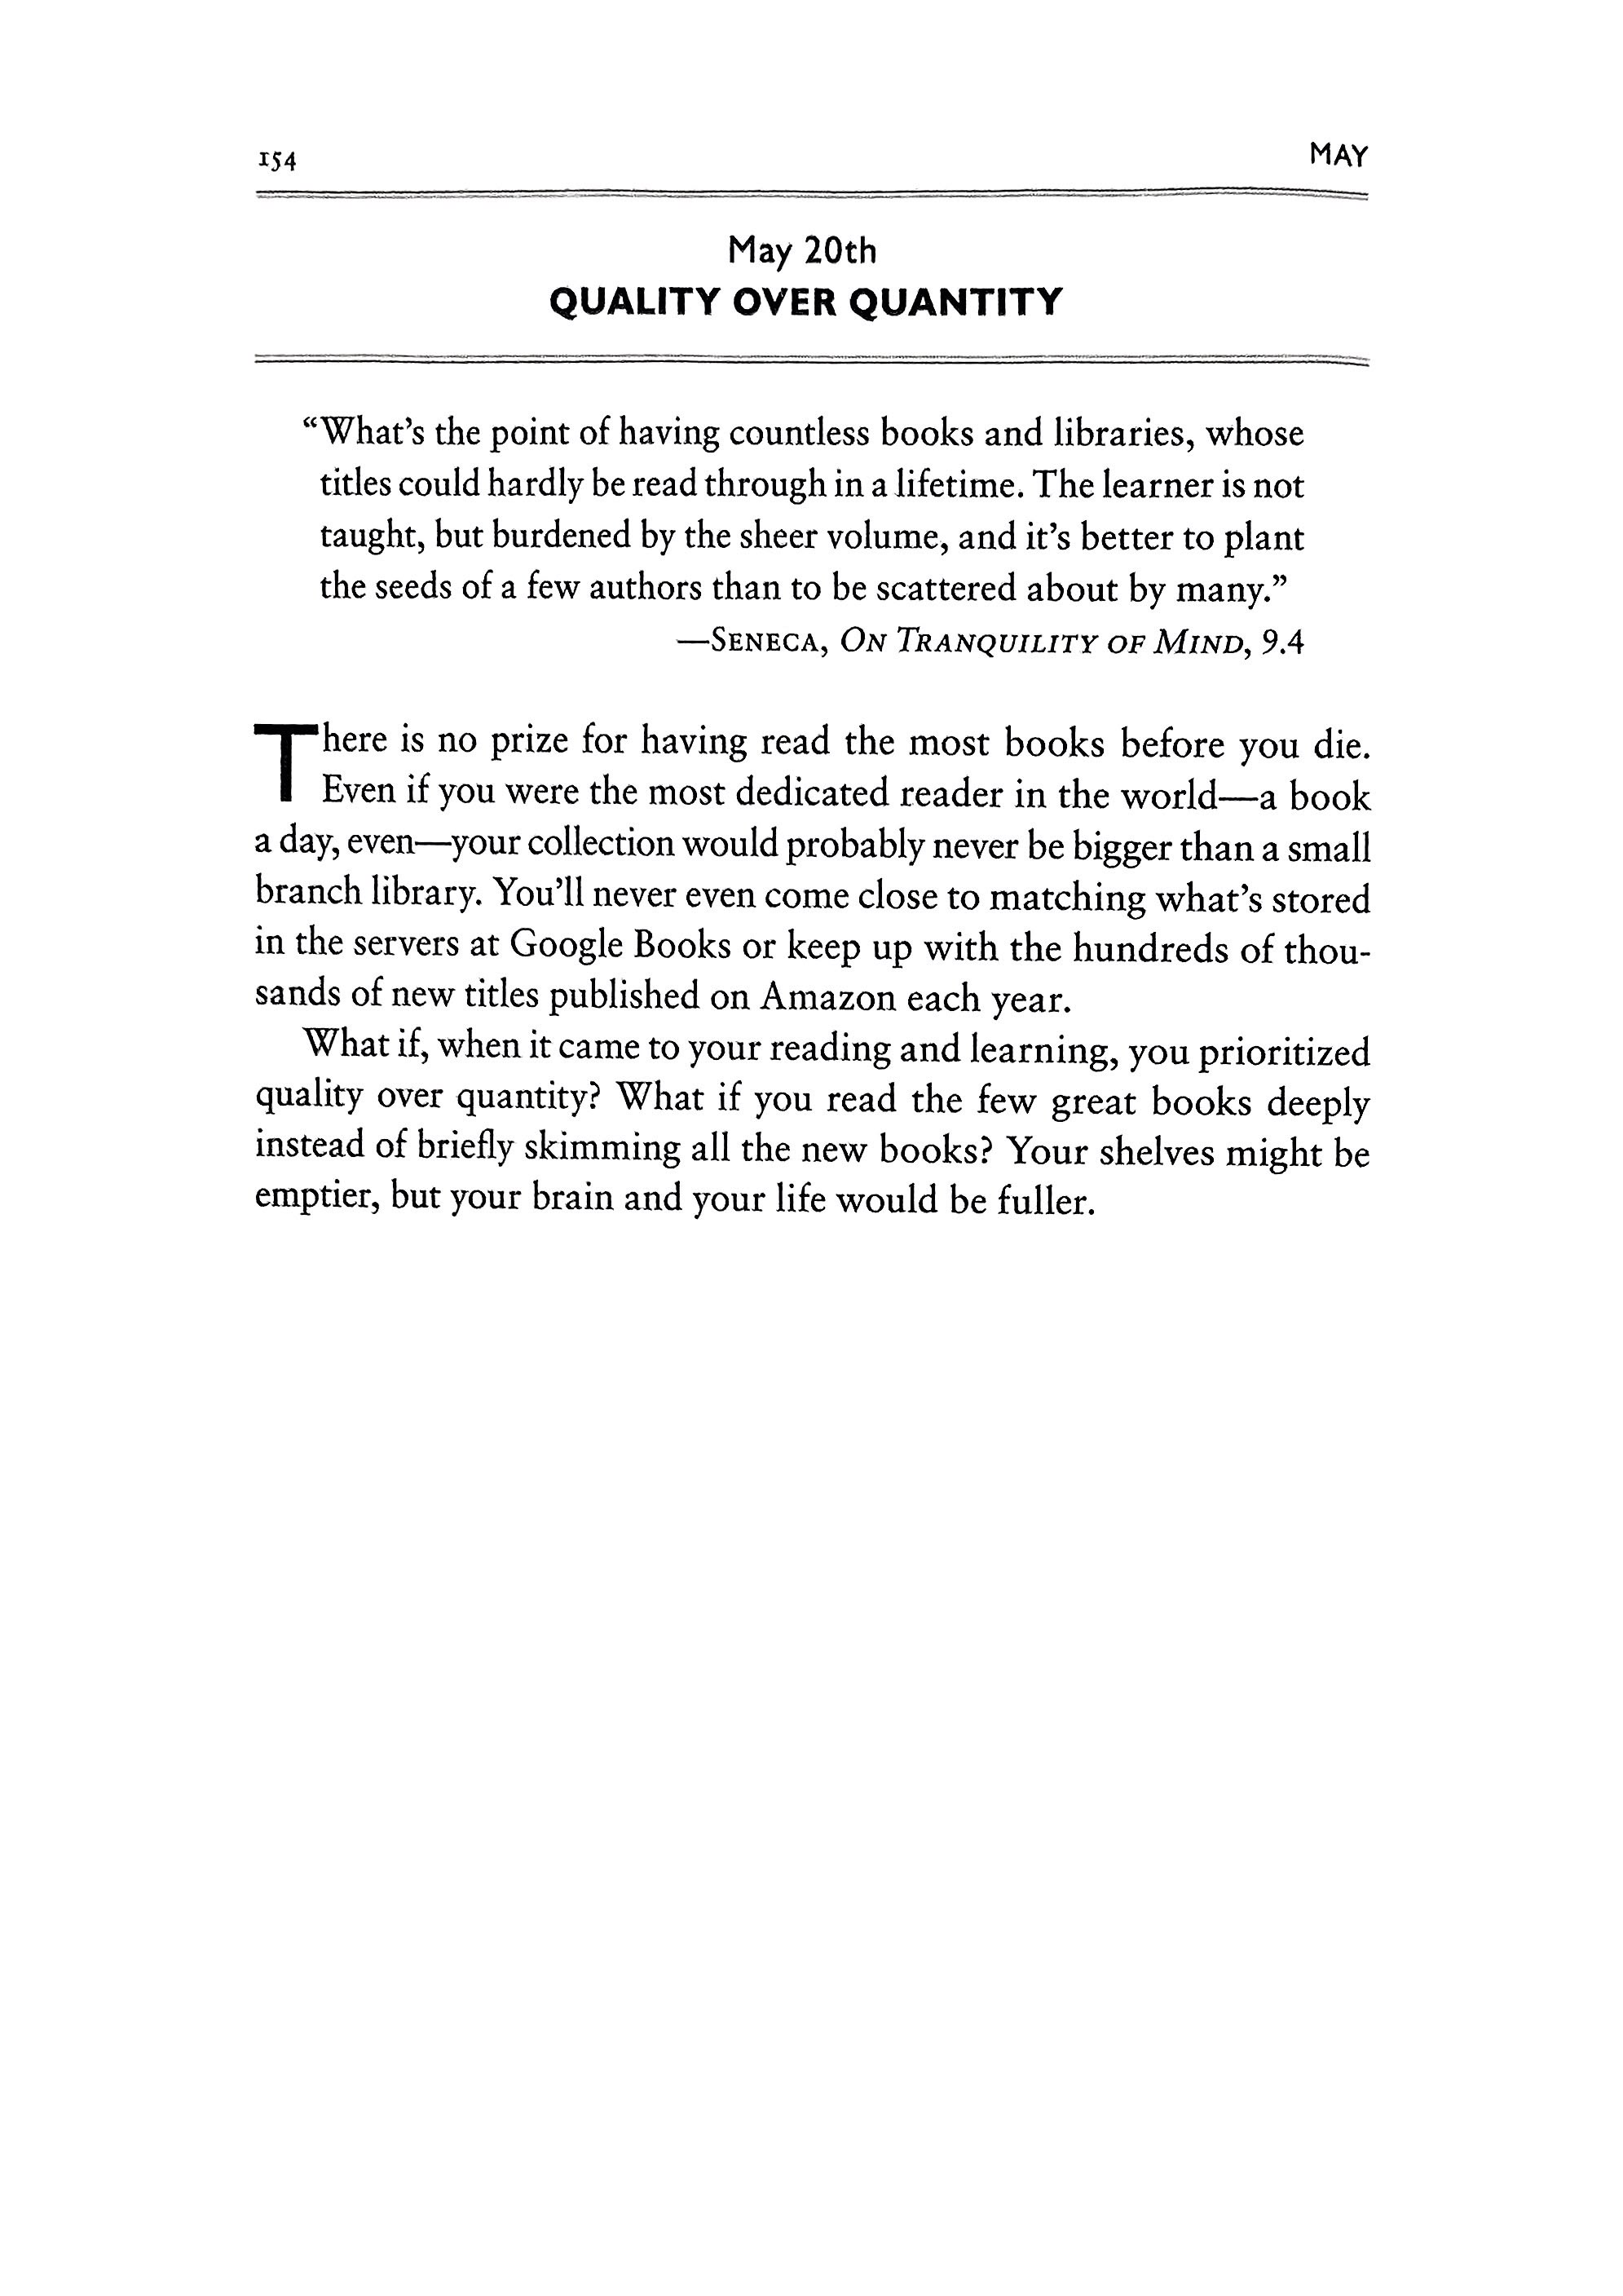 154
MAY
May 20th
QUALITY OVER QUANTITY
“What’s the point of having countless books and libraries, whose
titles could hardly be read through in a lifetime. The learner is not
taught, but burdened by the sheer volume, and it’s better to plant
the seeds of a few authors than to be scattered about by many.”
—SENECA, ON TRANQUILITY OF MIND, 9.4
There is no prize for having read the most books before you die.
Even if you were the most dedicated reader in the world—a book
a day, even—your collection would probably never be bigger than a small
branch library. You’ll never even come close to matching what’s stored
in the servers at Google Books or keep up with the hundreds of thou-
sands of new titles published on Amazon each year.
What if, when it came to your reading and learning, you prioritized
quality over quantity? What if you read the few great books deeply
instead of briefly skimming all the new books? Your shelves might be
emptier, but your brain and your life would be fuller.